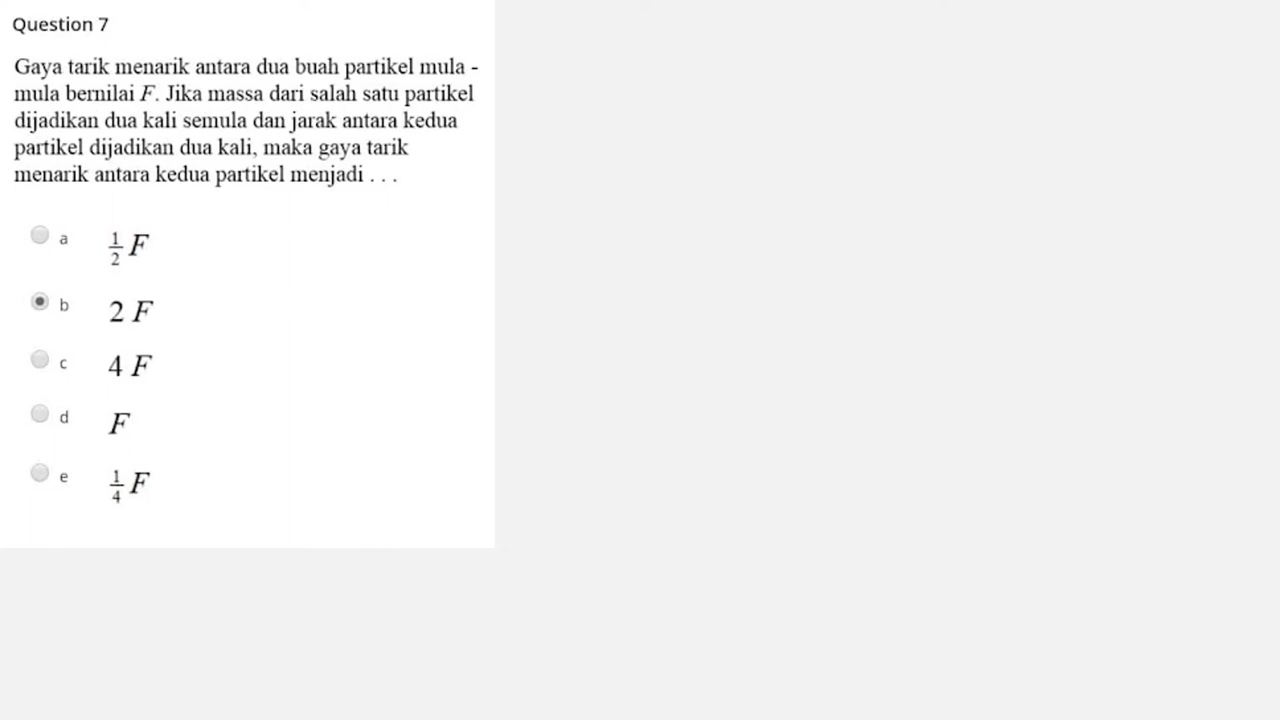 Question 7
Gaya tarik menarik antara dua buah partikel mula -
mula bernilai F. Jika massa dari salah satu partikel
dijadikan dua kali semula dan jarak antara kedua
partikel dijadikan dua kali, maka gaya tarik
menarik antara kedua partikel menjadi . . .
a 1/2 F
b 2 F
c 4 F
d F
e 1/4 F